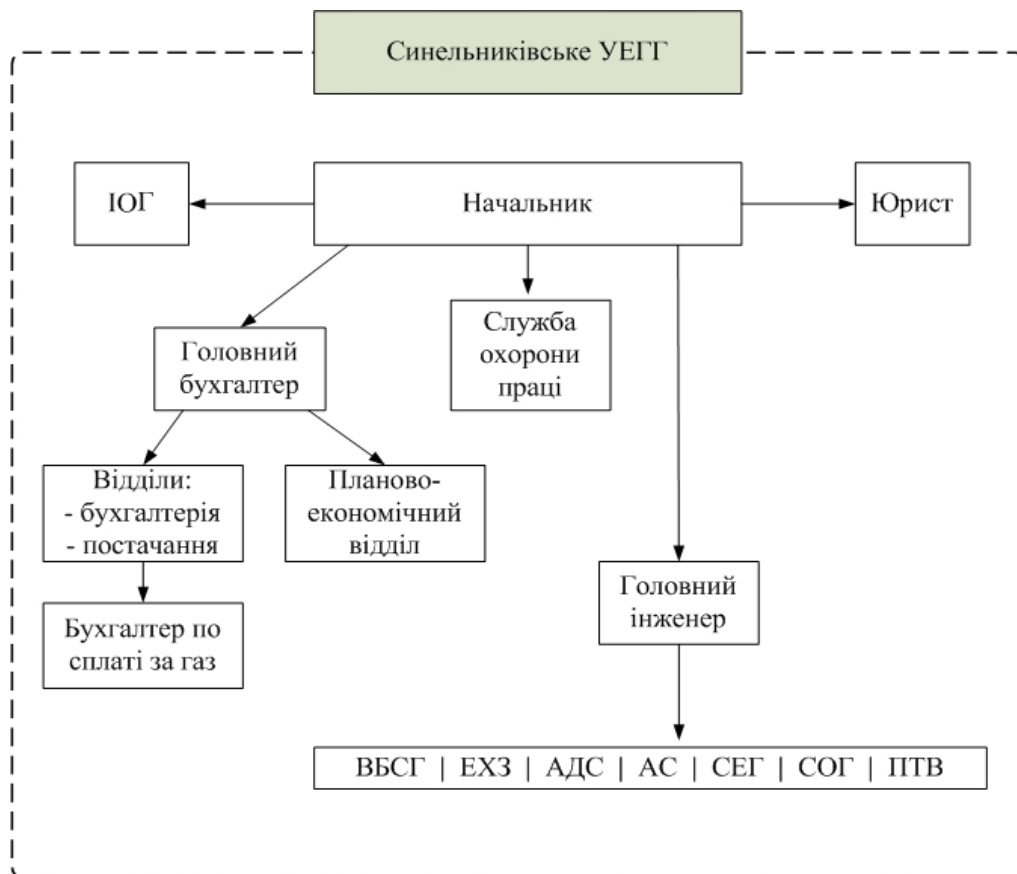 Синельниківське УЕГГ
ІОГ
Начальник
Юрист
Головний
бухгалтер
Служба
охорони
праці
Відділи:
- бухгалтерія
- постачання
Планово-
економічний
відділ
Головний
інженер
Бухгалтер по
сплаті за газ
ВБСГ | ЕХЗ | АДС | АС | СЕГ | СОГ | ПТВ